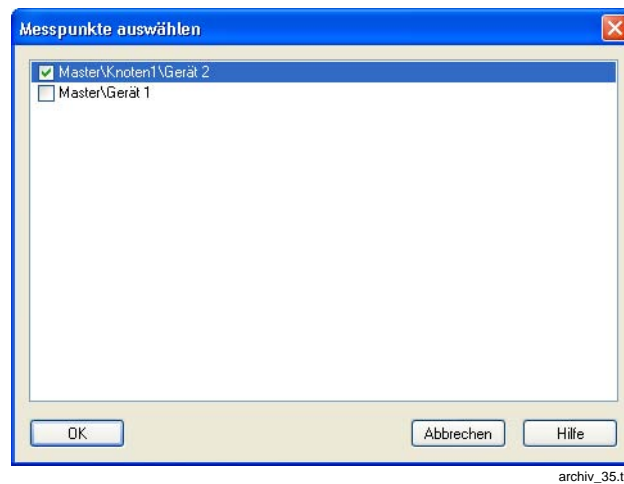 Messpunkte auswählen
Master\Knoten1\Gerät 2
Master\Gerät 1
OK
Abbrechen
Hilfe
archiv_35.t